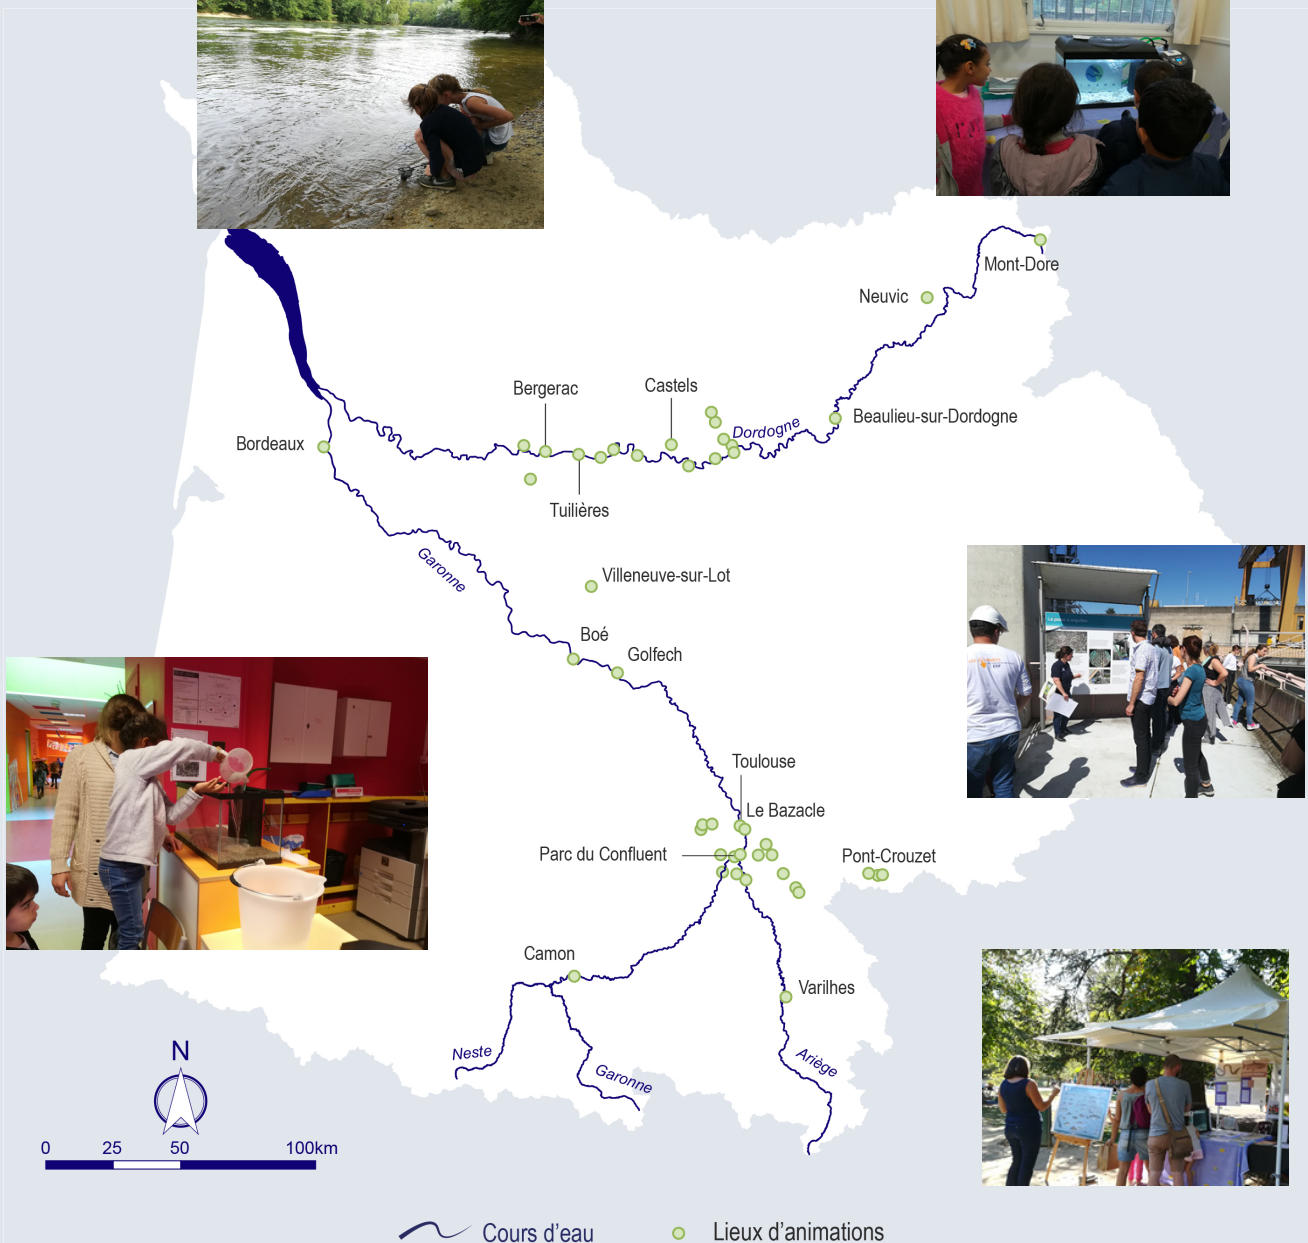 Mont-Dore
Neuvic
Bergerac
Castels
Dordogne
Beaulieu-sur-Dordogne
Bordeaux
Tuilières
Garonne
Villeneuve-sur-Lot
Boé
Golfech
Toulouse
Le Bazacle
Parc du Confluent
Pont-Crouzet
Camon
Varilhes
Neste
Garonne
Ariège
N
0 25 50 100km
Cours d'eau
Lieux d'animations